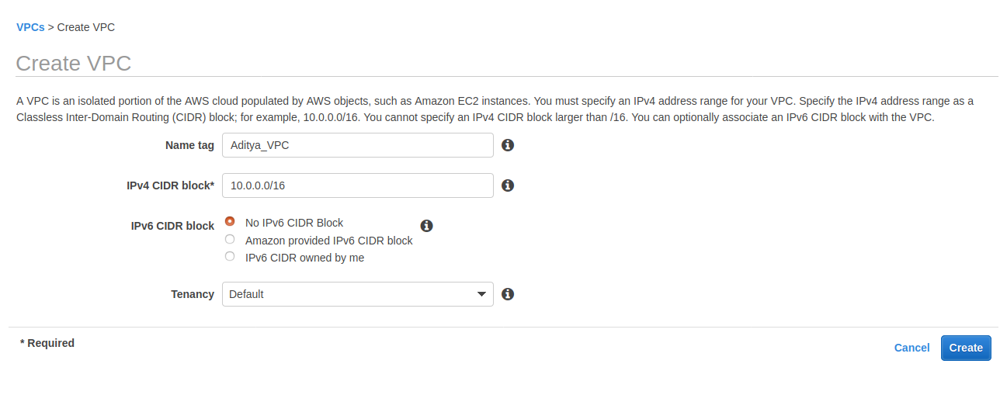 VPCs > Create VPC
Create VPC
A VPC is an isolated portion of the AWS cloud populated by AWS objects, such as Amazon EC2 instances. You must specify an IPv4 address range for your VPC. Specify the IPv4 address range as a
Classless Inter-Domain Routing (CIDR) block; for example, 10.0.0.0/16. You cannot specify an IPv4 CIDR block larger than /16. You can optionally associate an IPv6 CIDR block with the VPC.
Name tag Aditya_VPC
IPv4 CIDR block* 10.0.0.0/16
IPv6 CIDR block No IPv6 CIDR Block
Amazon provided IPv6 CIDR block
IPv6 CIDR owned by me
Tenancy Default
* Required
Cancel Create